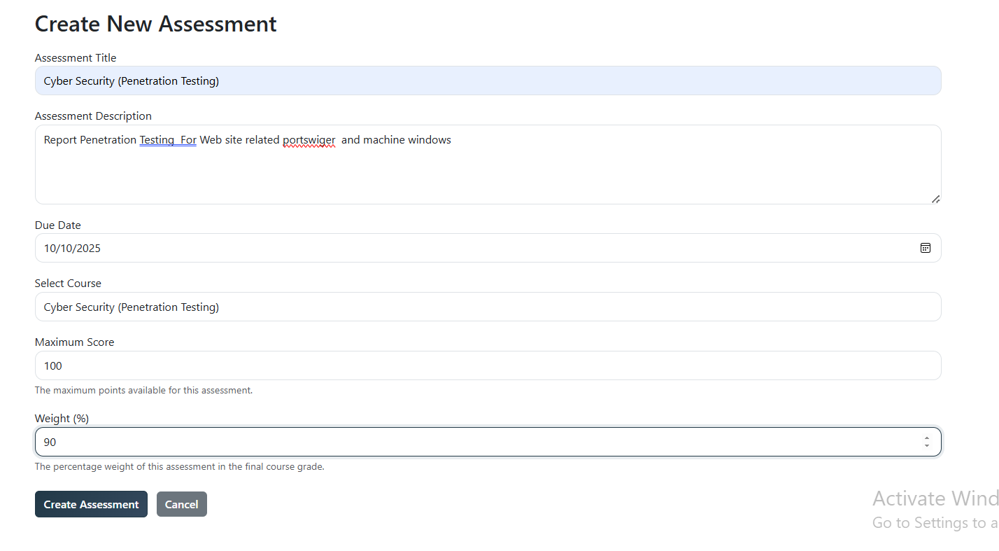 Create New Assessment
Assessment Title
Cyber Security (Penetration Testing)
Assessment Description
Report Penetration Testing  For Web site related portswiger  and machine windows
Due Date
10/10/2025
Select Course
Cyber Security (Penetration Testing)
Maximum Score
100
The maximum points available for this assessment.
Weight (%)
90
The percentage weight of this assessment in the final course grade.
Create Assessment
Cancel
Activate Wind
Go to Settings to a